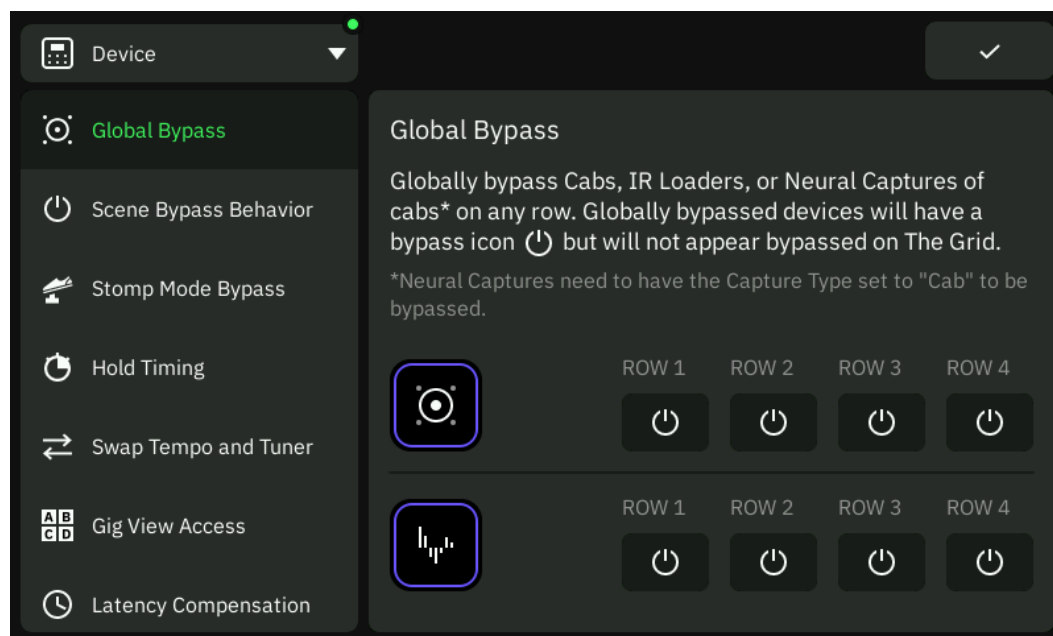 Device
Global Bypass
Scene Bypass Behavior
Stomp Mode Bypass
Hold Timing
Swap Tempo and Tuner
A B
C D
Gig View Access
Latency Compensation
Global Bypass
Globally bypass Cabs, IR Loaders, or Neural Captures of
cabs* on any row. Globally bypassed devices will have a
bypass icon but will not appear bypassed on The Grid.
*Neural Captures need to have the Capture Type set to "Cab" to be
bypassed.
ROW 1 ROW 2 ROW 3 ROW 4
ROW 1 ROW 2 ROW 3 ROW 4